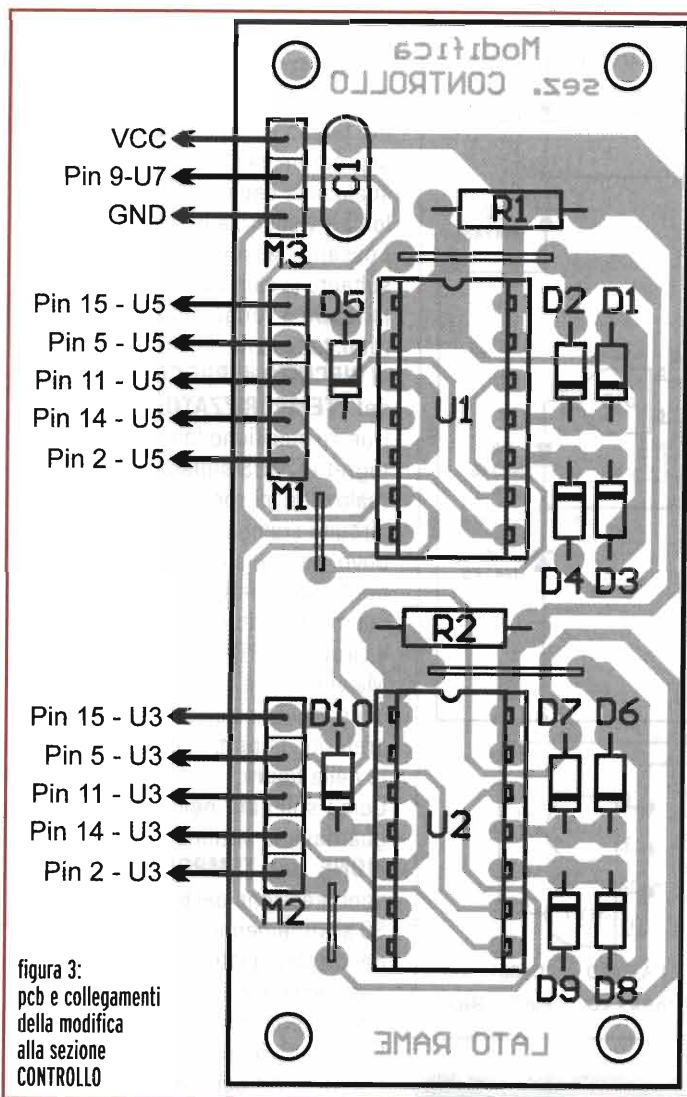 Modifica
sez. CONTROLLO
VCC
Pin 9-U7
GND
M3
C1
R1
Pin 15 - U5
Pin 5 - U5
Pin 11 - U5
Pin 14 - U5
Pin 2 - U5
M1
D5
U1
D2
D1
D4
D3
R2
Pin 15 - U3
Pin 5 - U3
Pin 11 - U3
Pin 14 - U3
Pin 2 - U3
M2
D10
U2
D7
D6
D9
D8
LATO RAME
figura 3:
pcb e collegamenti
della modifica
alla sezione
CONTROLLO